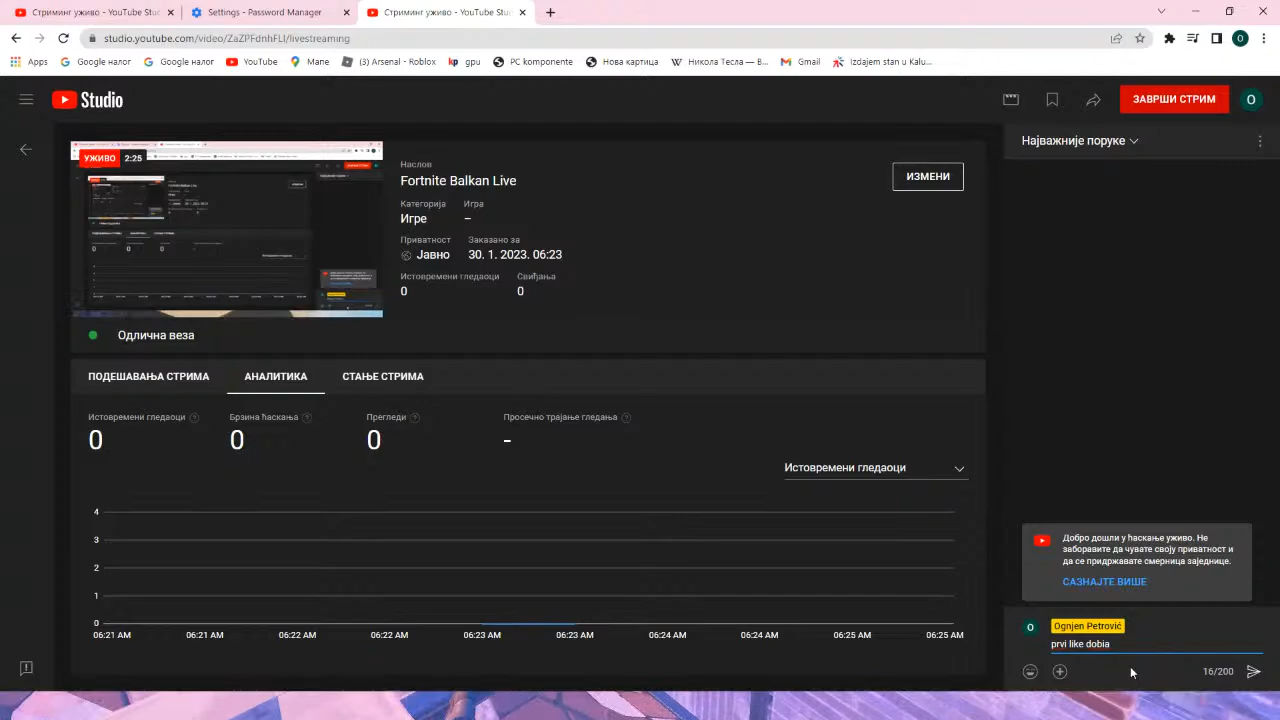 Стриминг уживо - YouTube Stuc
Settings - Password Manager
Стриминг уживо - YouTube Stuc
studio.youtube.com/video/ZaZPFdnhFLI/livestreaming
Apps
Google налог
Google налог
YouTube
Мапе
(3) Arsenal - Roblox
kp gpu
PC komponente
Нова картица
W Никола Тесла — В...
Gmail
Izdajem stan u Kalu...
Studio
ЗАВРШИ СТРИМ
O
Најважније поруке
УЖИВО 2:25
Наслов
Fortnite Balkan Live
ИЗМЕНИ
Категорија Игра
Игре –
Приватност Заказано за
Јавно 30. 1. 2023. 06:23
Истовремени гледаоци Свиђања
0 0
Одлична веза
ПОДЕШАВАЊА СТРИМА АНАЛИТИКА СТАЊЕ СТРИМА
Истовремени гледаоци Брзина ћаскања Прегледи Просечно трајање гледања
0 0 0 -
Истовремени гледаоци
4
3
2
1
0
06:21 AM 06:21 AM 06:22 AM 06:22 AM 06:23 AM 06:23 AM 06:24 AM 06:24 AM 06:25 AM 06:25 AM
Добро дошли у ћаскање уживо. Не
заборавите да чувате своју приватност и
да се придржавате смерница заједнице.
САЗНАЈТЕ ВИШЕ
O Ognjen Petrović
prvi like dobia
16/200